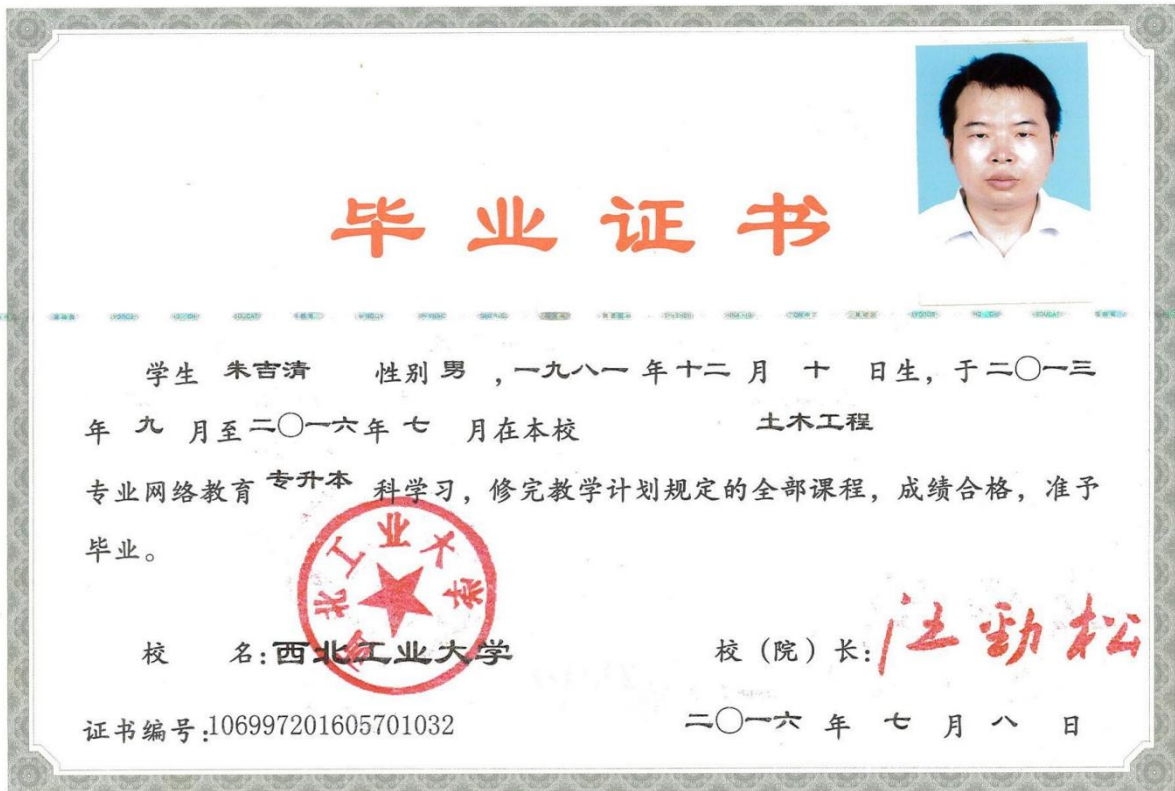 毕业证书
学生 朱吉清 性别 男 ，一九八一 年 十二 月 十 日生，于 二〇一三
年 九 月至 二〇一六 年 七 月在本校 土木工程
专业网络教育 专升本 科学习，修完教学计划规定的全部课程，成绩合格，准予
毕业。
西北工业大学
校 名：西北工业大学 校（院）长：汪劲松
证书编号：106997201605701032 二〇一六 年 七 月 八 日